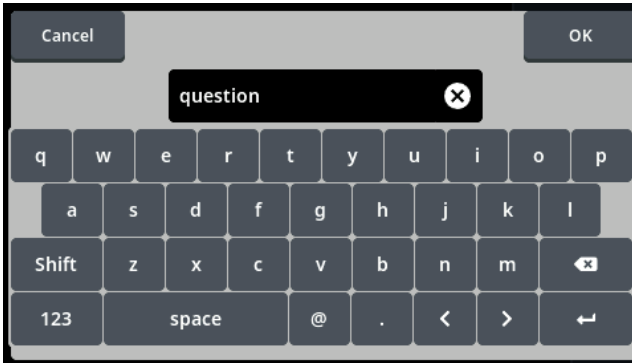 Cancel OK
question
q w e r t y u i o p
a s d f g h j k l
Shift z x c v b n m
123 space @ . < >